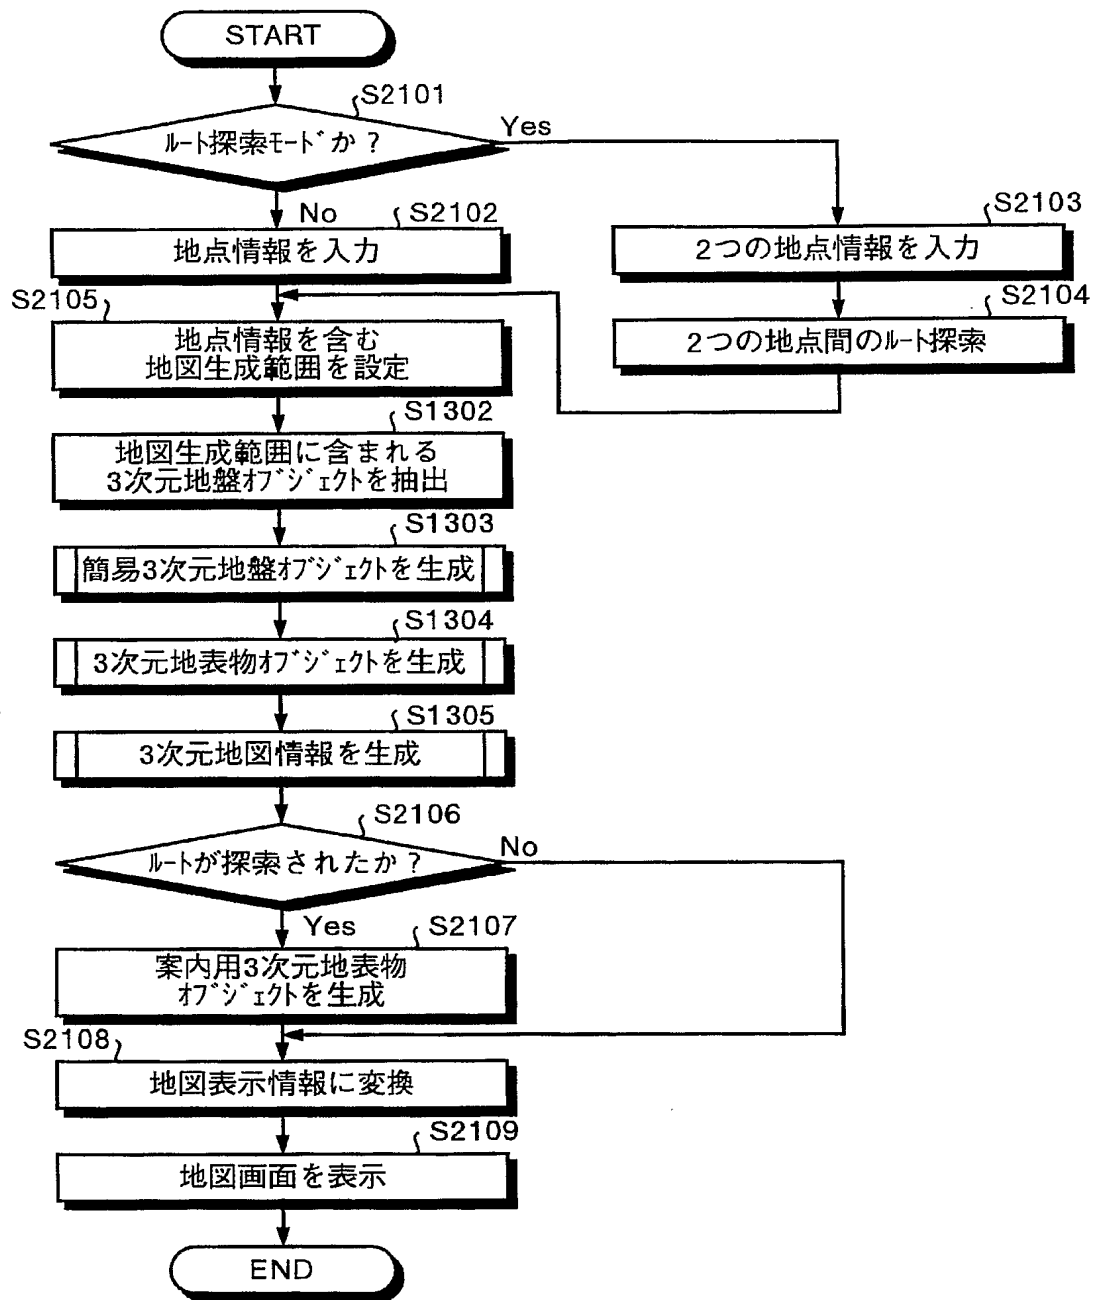 START
S2101
ﾙｰﾄ探索ﾓｰﾄﾞか？
Yes
No
S2102
地点情報を入力
S2103
2つの地点情報を入力
S2104
2つの地点間のﾙｰﾄ探索
S2105
地点情報を含む
地図生成範囲を設定
S1302
地図生成範囲に含まれる
3次元地盤ｵﾌﾞｼﾞｪｸﾄを抽出
S1303
簡易3次元地盤ｵﾌﾞｼﾞｪｸﾄを生成
S1304
3次元地表物ｵﾌﾞｼﾞｪｸﾄを生成
S1305
3次元地図情報を生成
S2106
ﾙｰﾄが探索されたか？
No
Yes
S2107
案内用3次元地表物
ｵﾌﾞｼﾞｪｸﾄを生成
S2108
地図表示情報に変換
S2109
地図画面を表示
END